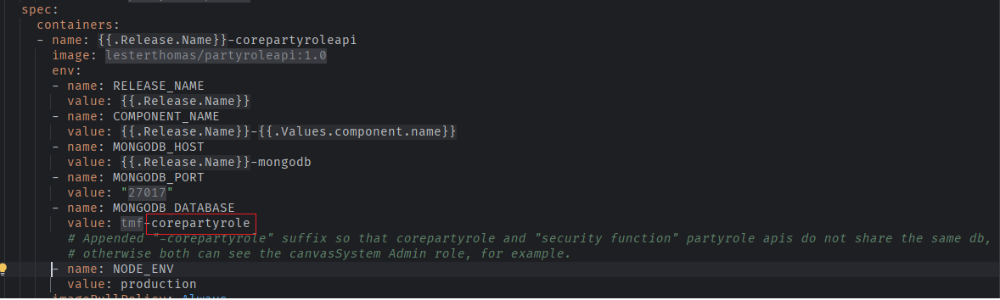 spec:
containers:
- name: {{.Release.Name}}-corepartyroleapi
image: lesterthomas/partyroleapi:1.0
env:
- name: RELEASE_NAME
value: {{.Release.Name}}
- name: COMPONENT_NAME
value: {{.Release.Name}}-{{.Values.component.name}}
- name: MONGODB_HOST
value: {{.Release.Name}}-mongodb
- name: MONGODB_PORT
value: "27017"
- name: MONGODB_DATABASE
value: tmf-corepartyrole
# Appended "-corepartyrole" suffix so that corepartyrole and "security function" partyrole apis do not share the same db,
# otherwise both can see the canvasSystem Admin role, for example.
- name: NODE_ENV
value: production
imagePullPolicy: Always